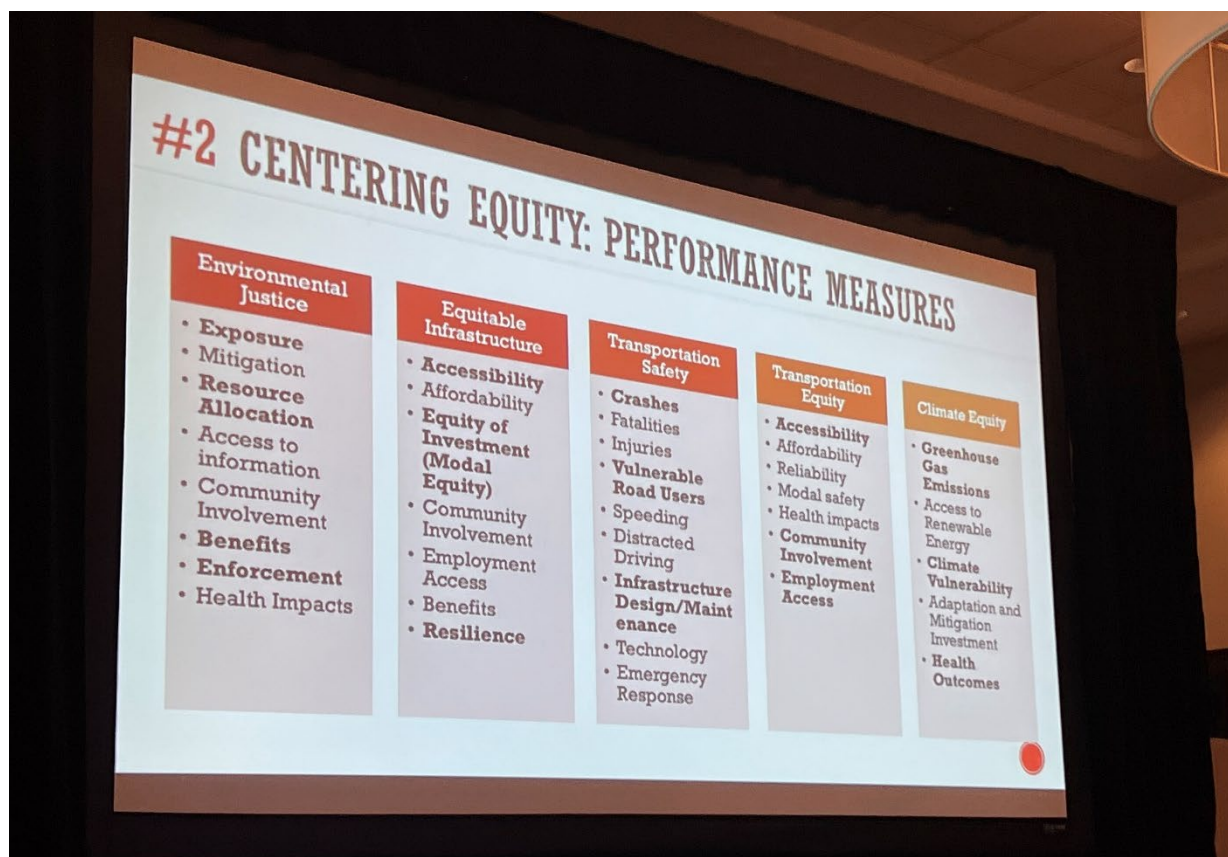 #2 CENTERING EQUITY: PERFORMANCE MEASURES
Environmental
Justice
• Exposure
• Mitigation
• Resource
Allocation
• Access to
information
• Community
Involvement
• Benefits
• Enforcement
• Health Impacts
Equitable
Infrastructure
• Accessibility
• Affordability
• Equity of
Investment
(Modal
Equity)
• Community
Involvement
• Employment
Access
• Benefits
• Resilience
Transportation
Safety
• Crashes
• Fatalities
• Injuries
• Vulnerable
Road Users
• Speeding
• Distracted
Driving
• Infrastructure
Design/Maint
enance
• Technology
• Emergency
Response
Transportation
Equity
• Accessibility
• Affordability
• Reliability
• Modal safety
• Health impacts
• Community
Involvement
• Employment
Access
Climate Equity
• Greenhouse
Gas
Emissions
• Access to
Renewable
Energy
• Climate
Vulnerability
• Adaptation and
Mitigation
Investment
• Health
Outcomes